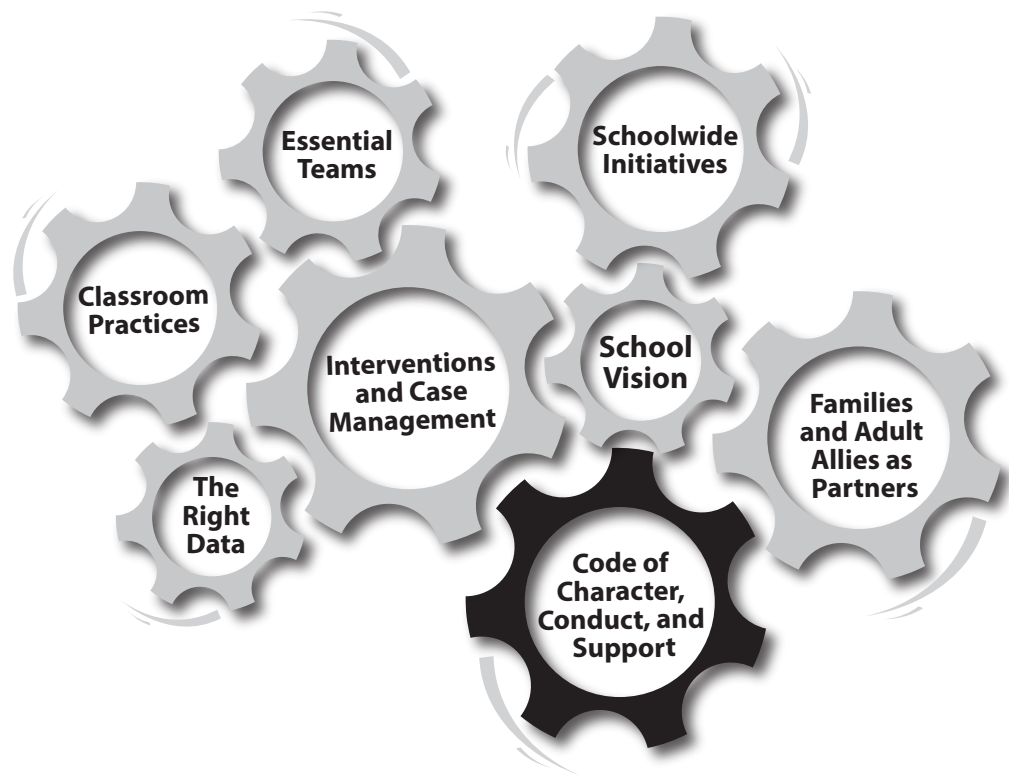 Essential
Teams
Schoolwide
Initiatives
Classroom
Practices
Interventions
and Case
Management
School
Vision
Families
and Adult
Allies as
Partners
The
Right
Data
Code of
Character,
Conduct, and
Support